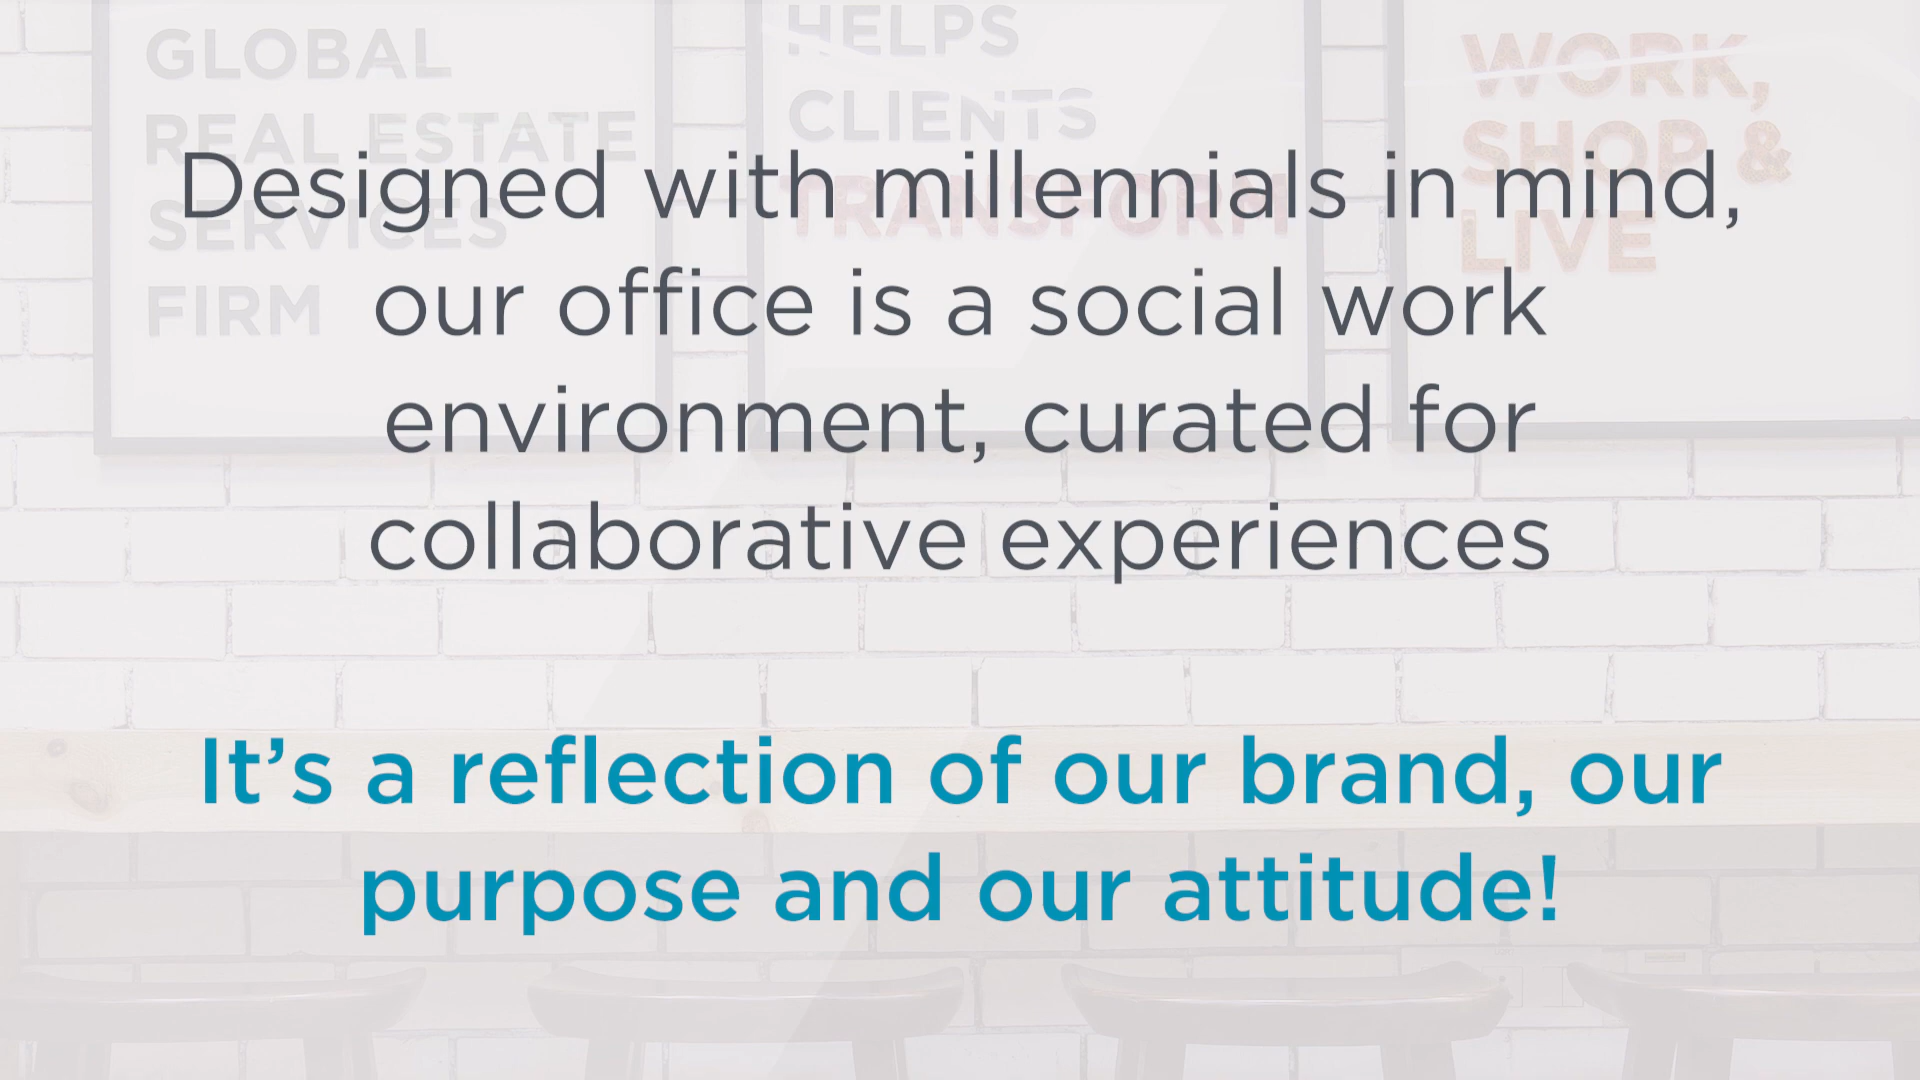 GLOBAL
REAL ESTATE
SERVICES
FIRM
HELPS
CLIENTS
TRANSFORM
WORK,
SHOP &
LIVE
Designed with millennials in mind,
our office is a social work
environment, curated for
collaborative experiences
It’s a reflection of our brand, our
purpose and our attitude!